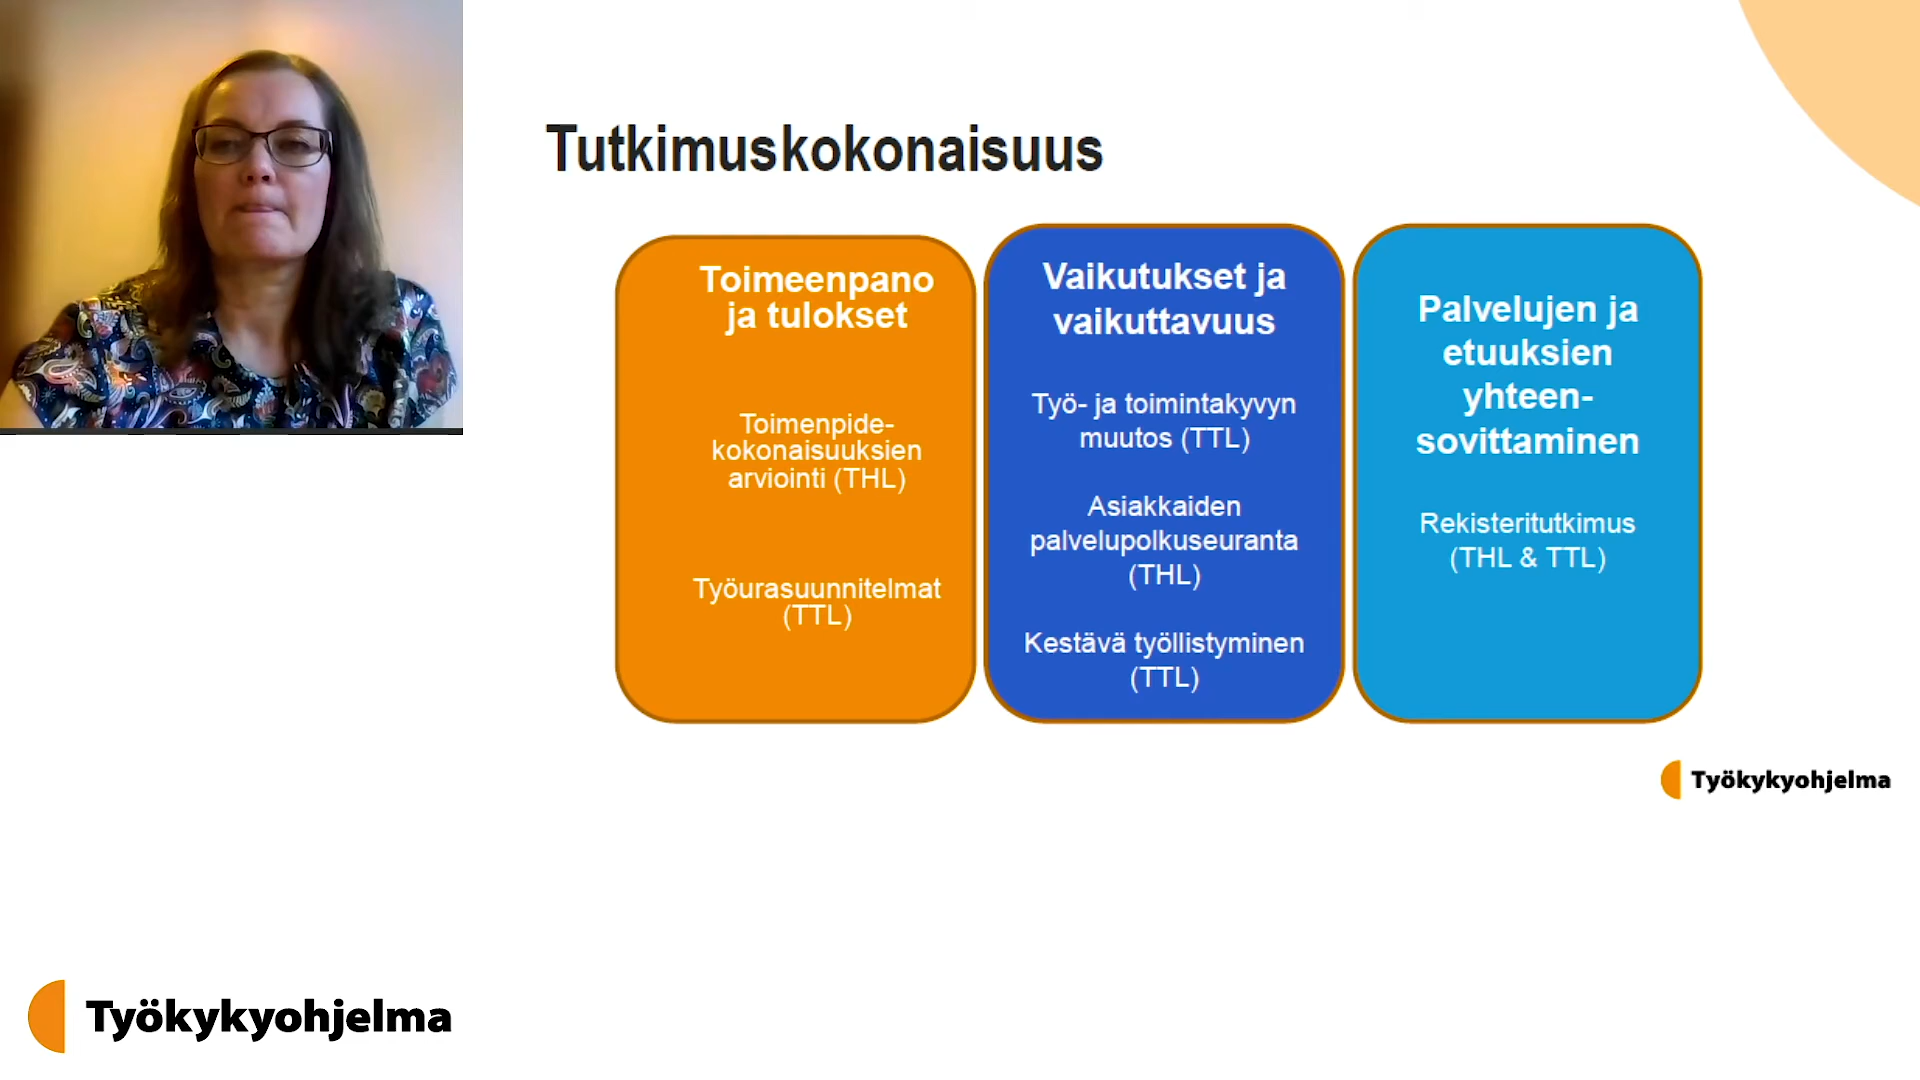 Tutkimuskokonaisuus
Toimeenpano
ja tulokset
Toimenpide-
kokonaisuuksien
arviointi (THL)
Työurasuunnitelmat
(TTL)
Vaikutukset ja
vaikuttavuus
Työ- ja toimintakyvyn
muutos (TTL)
Asiakkaiden
palvelupolkuseuranta
(THL)
Kestävä työllistyminen
(TTL)
Palvelujen ja
etuuksien
yhteen-
sovittaminen
Rekisteritutkimus
(THL & TTL)
Työkykyohjelma
Työkykyohjelma